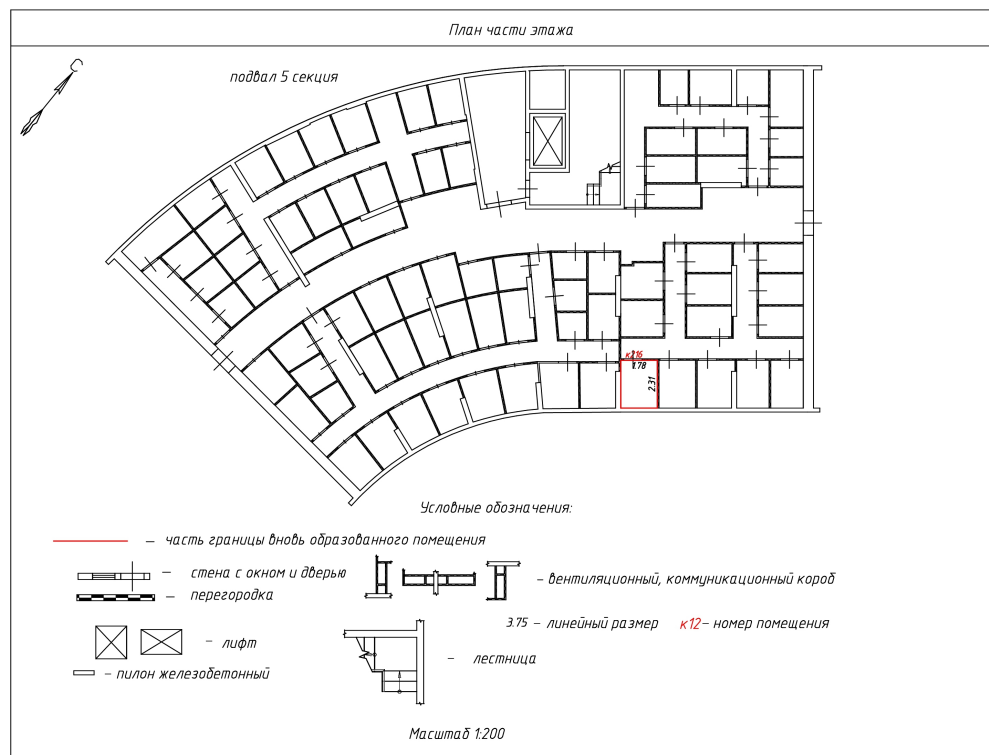 План части этажа
С
подвал 5 секция
к216
1.78
2.31
Условные обозначения:
— часть границы вновь образованного помещения
— стена с окном и дверью
— перегородка
— вентиляционный, коммуникационный короб
3.75 — линейный размер к12— номер помещения
— лифт
— лестница
— пилон железобетонный
Масштаб 1:200